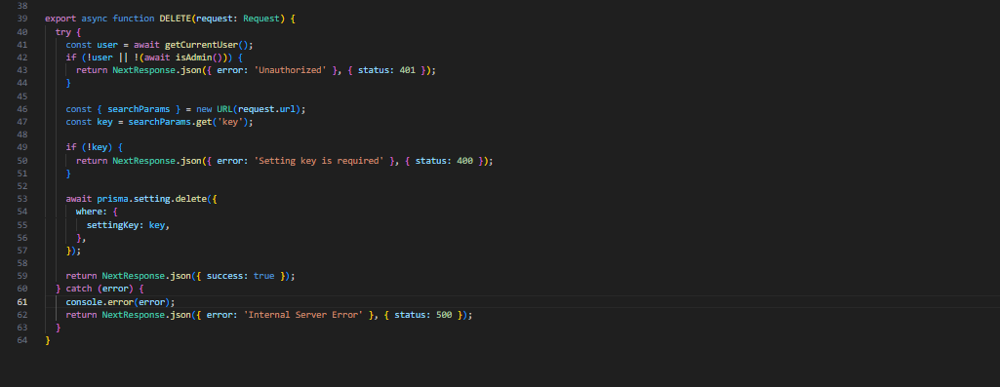 38
39 export async function DELETE(request: Request) {
40   try {
41     const user = await getCurrentUser();
42     if (!user || !(await isAdmin())) {
43       return NextResponse.json({ error: 'Unauthorized' }, { status: 401 });
44     }
45
46     const { searchParams } = new URL(request.url);
47     const key = searchParams.get('key');
48
49     if (!key) {
50       return NextResponse.json({ error: 'Setting key is required' }, { status: 400 });
51     }
52
53     await prisma.setting.delete({
54       where: {
55         settingKey: key,
56       },
57     });
58
59     return NextResponse.json({ success: true });
60   } catch (error) {
61     console.error(error);
62     return NextResponse.json({ error: 'Internal Server Error' }, { status: 500 });
63   }
64 }